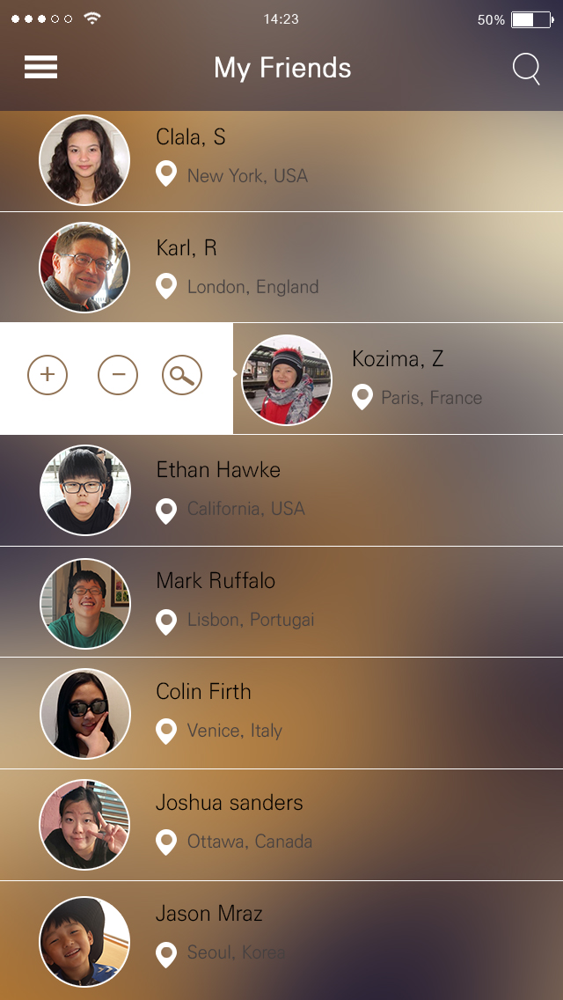 14:23
50%
My Friends
Clala, S
New York, USA
Karl, R
London, England
Kozima, Z
Paris, France
Ethan Hawke
California, USA
Mark Ruffalo
Lisbon, Portugai
Colin Firth
Venice, Italy
Joshua sanders
Ottawa, Canada
Jason Mraz
Seoul, Korea